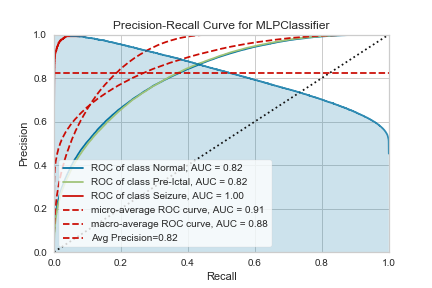 Precision-Recall Curve for MLPClassifier
1.0
0.8
0.6
0.4
0.2
0.0
Precision
ROC of class Normal, AUC = 0.82
ROC of class Pre-Ictal, AUC = 0.82
ROC of class Seizure, AUC = 1.00
micro-average ROC curve, AUC = 0.91
macro-average ROC curve, AUC = 0.88
Avg Precision=0.82
0.0 0.2 0.4 0.6 0.8 1.0
Recall